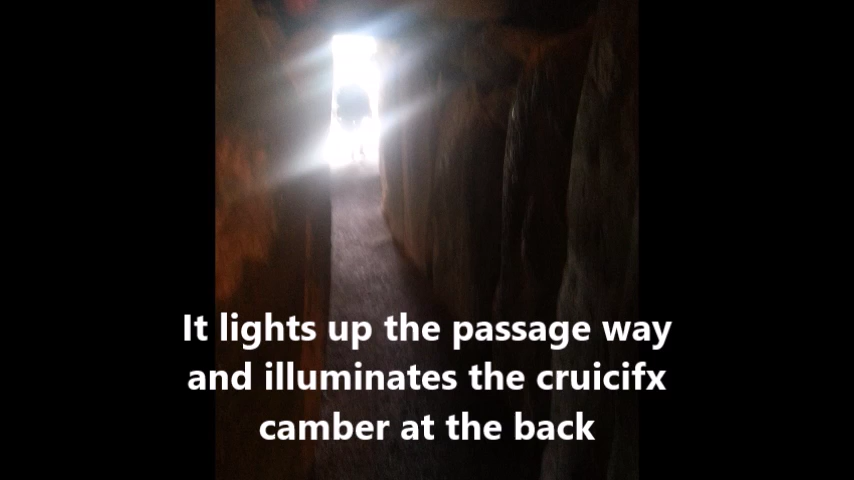 It lights up the passage way
and illuminates the cruicifx
camber at the back